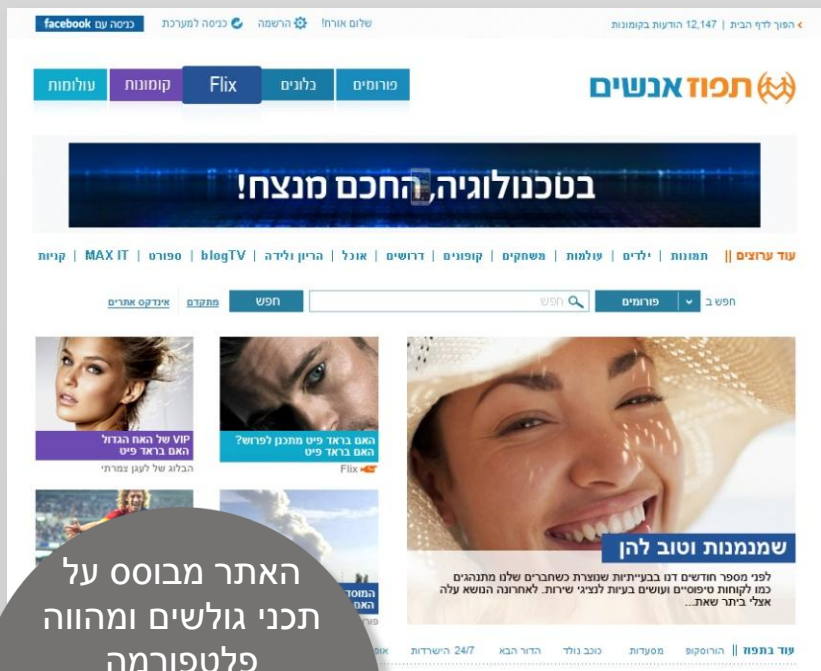 הפוך לדף הבית | 12,147 הודעות בקומונות
שלום אורח! הרשמה כניסה למערכת כניסה עם facebook
תפוז אנשים
פורומים בלוגים Flix קומונות עולמות
בטכנולוגיה, החכם מנצח!
עוד ערוצים || תמונות | ילדים | עולמות | משחקים | קופונים | דרושים | אוכל | הריון ולידה | blogTV | ספורט | MAX IT | קניות
חפש ב פורומים חפש חפש מתקדם אינדקס אתרים
האם בראד פיט מתכנן לפרוש?
האם בראד פיט
Flix
VIP של האח הגדול
האם בראד פיט
הבלוג של לעגן צמרתי
שמנמנות וטוב להן
לפני מספר חודשים דנו בבעייתיות שנוצרת כשחברים שלנו מתנהגים
כמו לקוחות טיפוסיים ועושים בעיות לנציגי שירות. לאחרונה הנושא עלה
אצלי ביתר שאת...
האתר מבוסס על
תכני גולשים ומהווה
פלטפורמה
עוד בתפוז || הורוסקופ מסעדות כוכב נולד הדור הבא 24/7 הישרדות